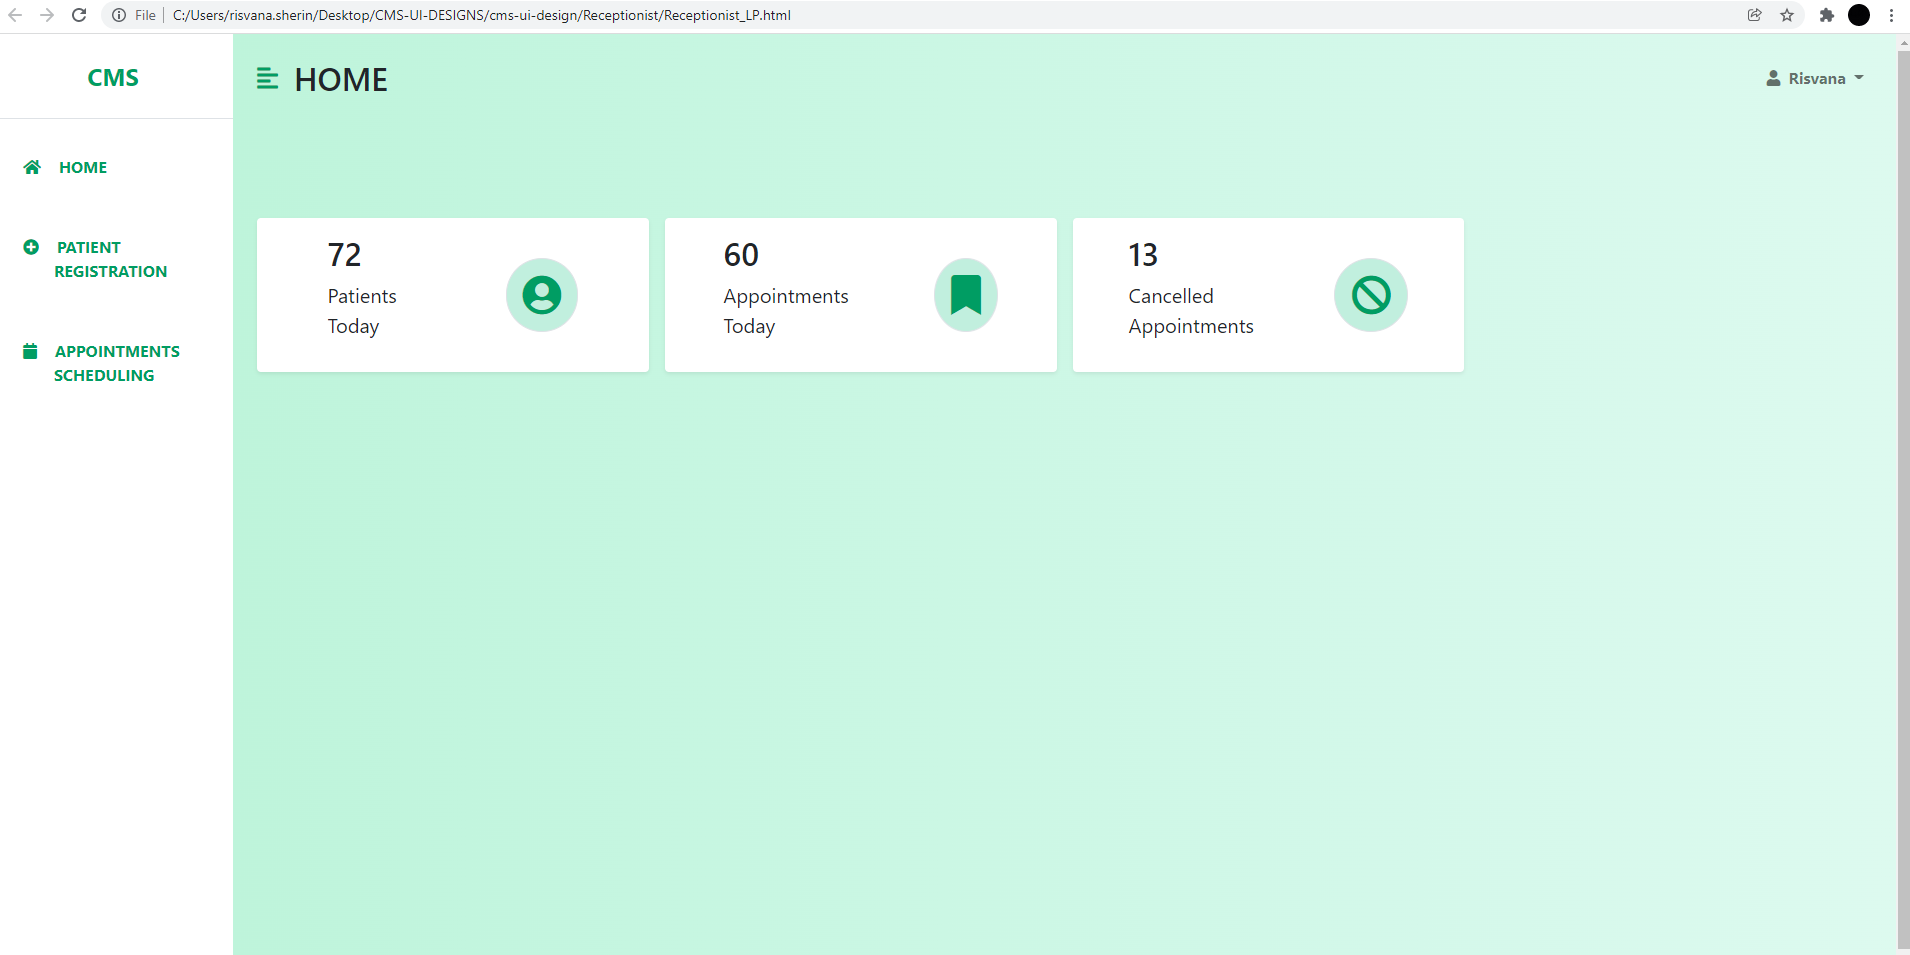 File C:/Users/risvana.sherin/Desktop/CMS-UI-DESIGNS/cms-ui-design/Receptionist/Receptionist_LP.html
CMS
HOME
Risvana
HOME
PATIENT
REGISTRATION
APPOINTMENTS
SCHEDULING
72
Patients
Today
60
Appointments
Today
13
Cancelled
Appointments